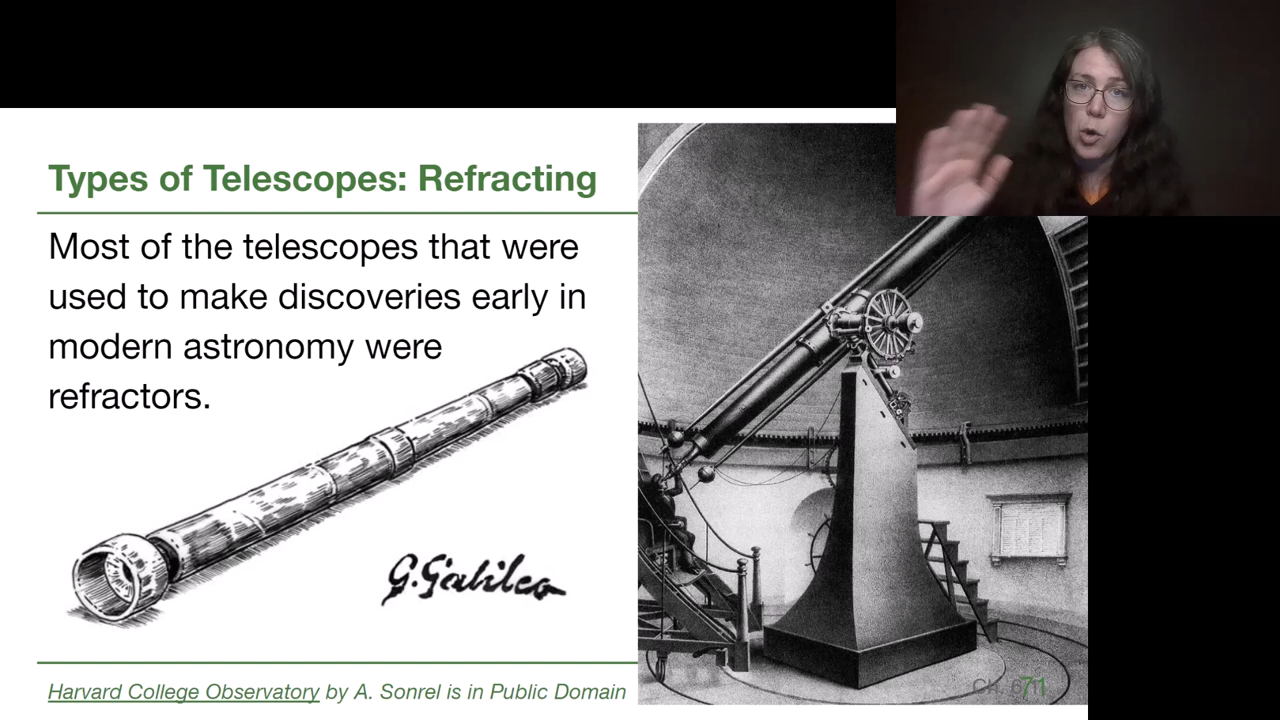 Types of Telescopes: Refracting
Most of the telescopes that were
used to make discoveries early in
modern astronomy were
refractors.
G. Galileo
Harvard College Observatory by A. Sonrel is in Public Domain
Ch.